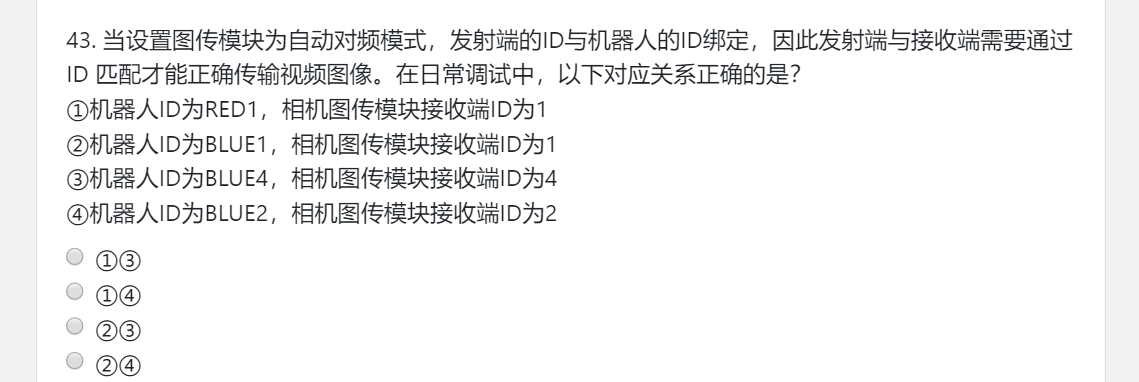 43. 当设置图传模块为自动对频模式，发射端的ID与机器人的ID绑定，因此发射端与接收端需要通过
ID 匹配才能正确传输视频图像。在日常调试中，以下对应关系正确的是？
①机器人ID为RED1，相机图传模块接收端ID为1
②机器人ID为BLUE1，相机图传模块接收端ID为1
③机器人ID为BLUE4，相机图传模块接收端ID为4
④机器人ID为BLUE2，相机图传模块接收端ID为2
①③
①④
②③
②④